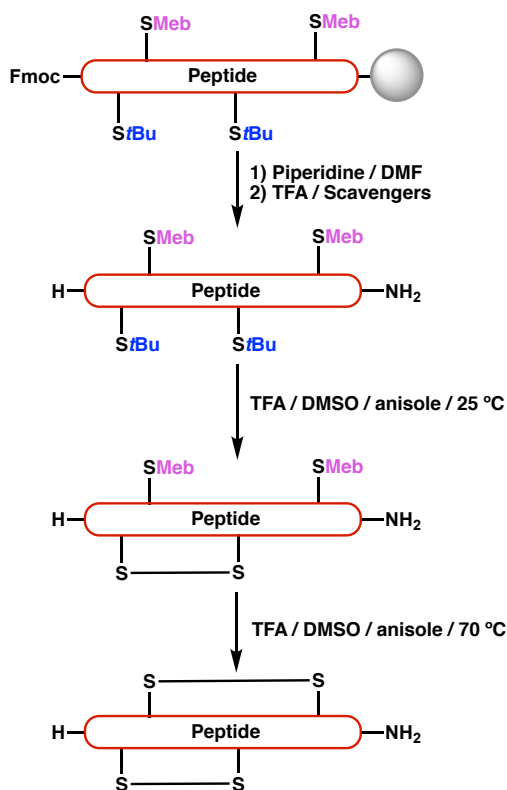 SMeb SMeb
Fmoc Peptide
StBu StBu
1) Piperidine / DMF
2) TFA / Scavengers
SMeb SMeb
H Peptide NH₂
StBu StBu
TFA / DMSO / anisole / 25 ºC
SMeb SMeb
H Peptide NH₂
S S
TFA / DMSO / anisole / 70 ºC
S S
H Peptide NH₂
S S